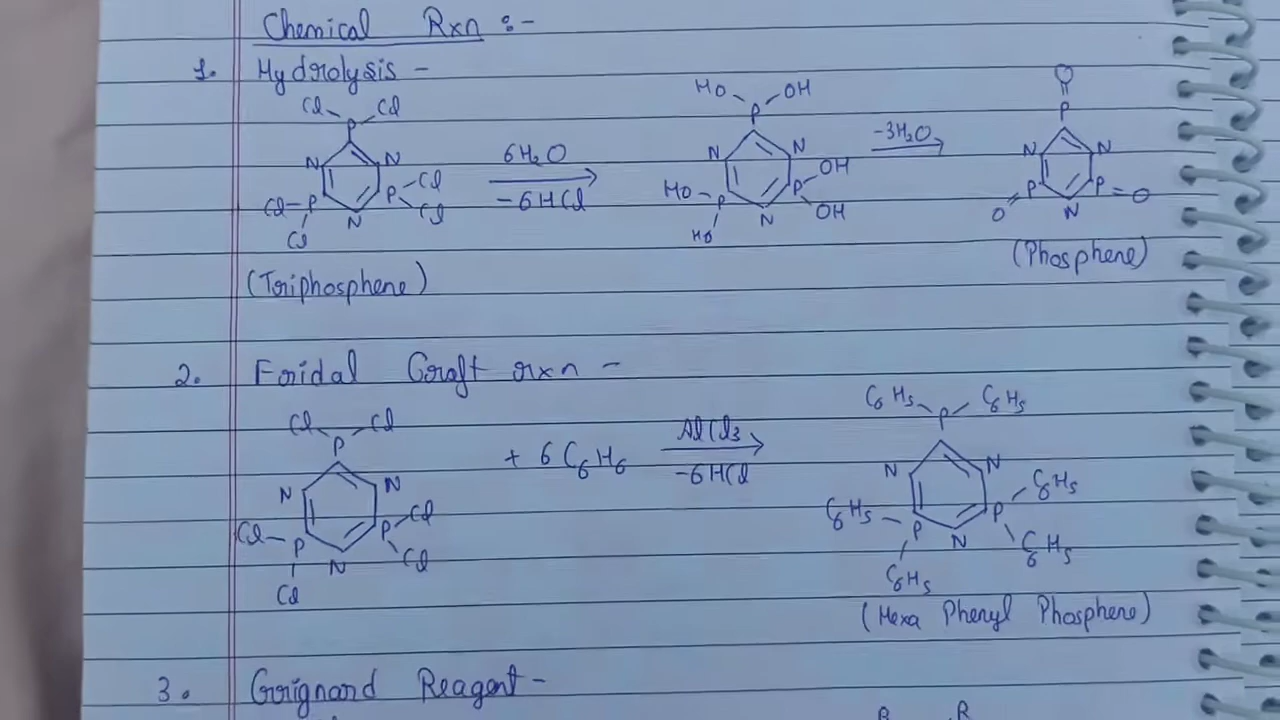 Chemical Rxn :-
1. Hydrolysis -
Cl Cl
P
N N
Cl P P Cl
Cl N Cl
6H2O
-6HCl
HO OH
P
N N
HO P P OH
HO N OH
-3H2O
O
P
N N
O P P O
N
(Triphosphene)
(Phosphene)
2. Fridal Craft rxn -
Cl Cl
P
N N
Cl P P Cl
Cl N Cl
+ 6 C6H6
AlCl3
-6HCl
C6H5 C6H5
P
N N
C6H5 P P C6H5
C6H5 N C6H5
(Hexa Phenyl Phosphene)
3. Grignard Reagent -
R R